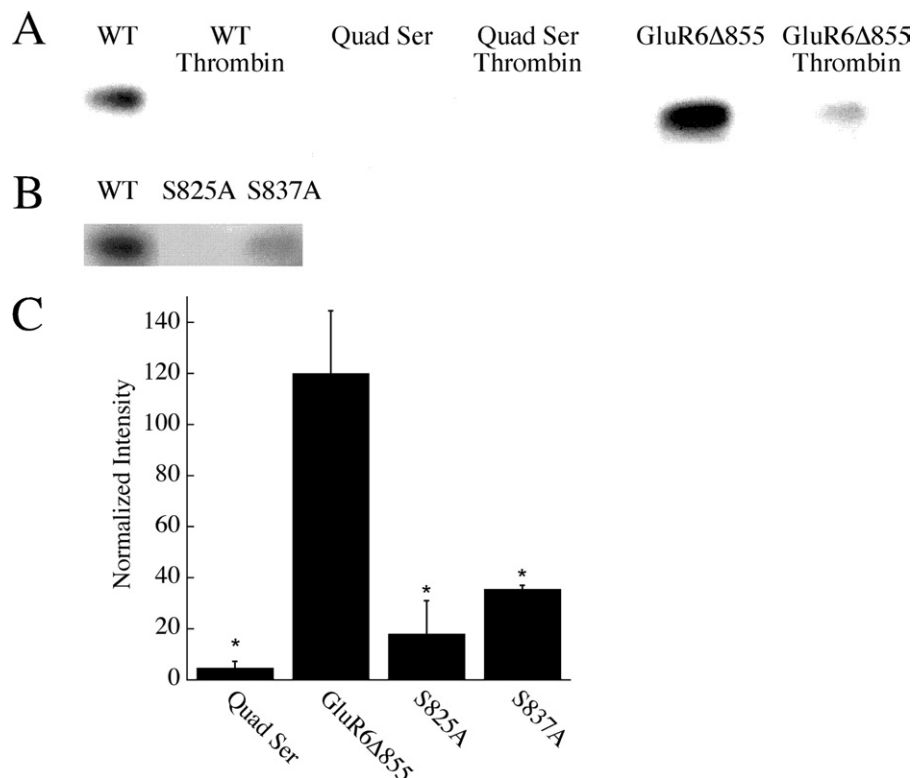 A
WT
WT
Thrombin
Quad Ser
Quad Ser
Thrombin
GluR6Δ855
GluR6Δ855
Thrombin
B
WT S825A S837A
C
Normalized Intensity
140
120
100
80
60
40
20
0
*
*
*
Quad Ser
GluR6Δ855
S825A
S837A